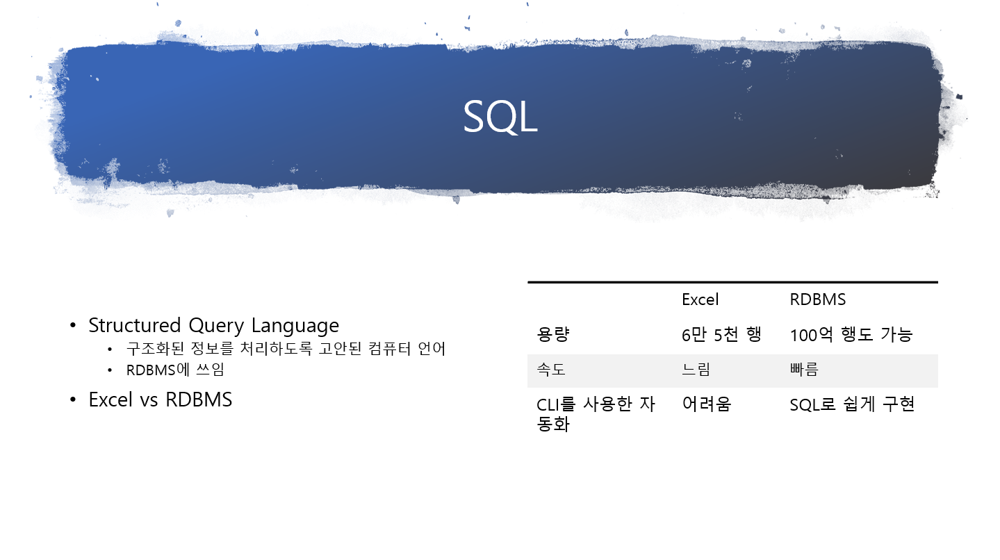 SQL
• Structured Query Language
• 구조화된 정보를 처리하도록 고안된 컴퓨터 언어
• RDBMS에 쓰임
• Excel vs RDBMS
Excel RDBMS
용량 6만 5천 행 100억 행도 가능
속도 느림 빠름
CLI를 사용한 자 어려움 SQL로 쉽게 구현
동화